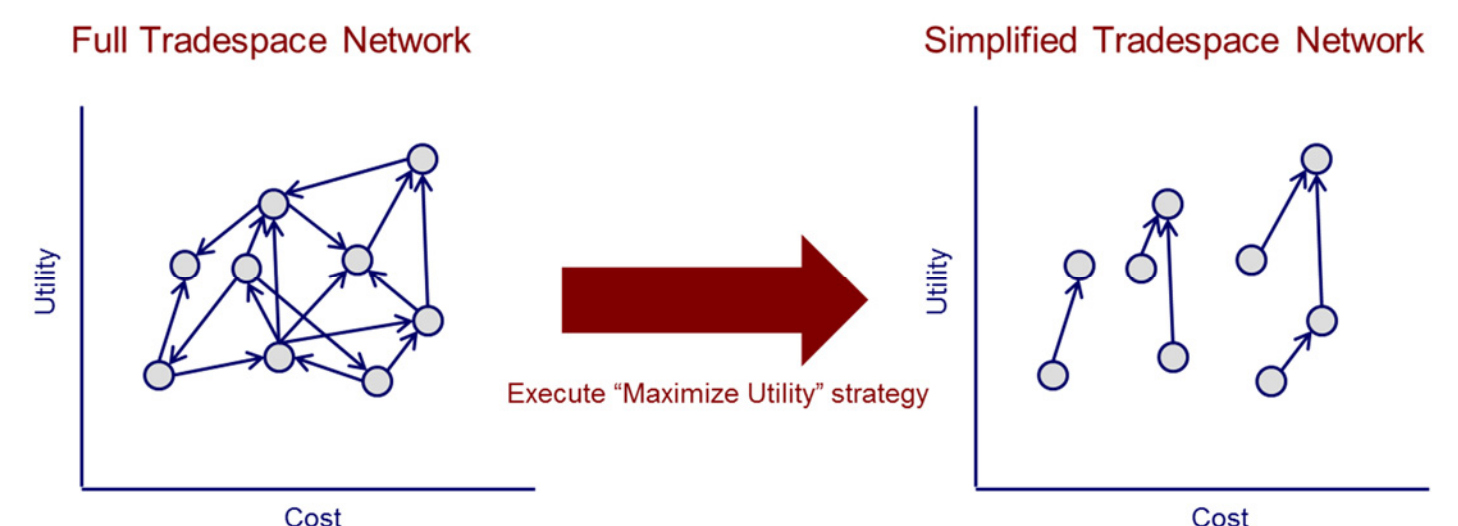 Full Tradespace Network
Simplified Tradespace Network
Utility
Utility
Execute “Maximize Utility” strategy
Cost
Cost